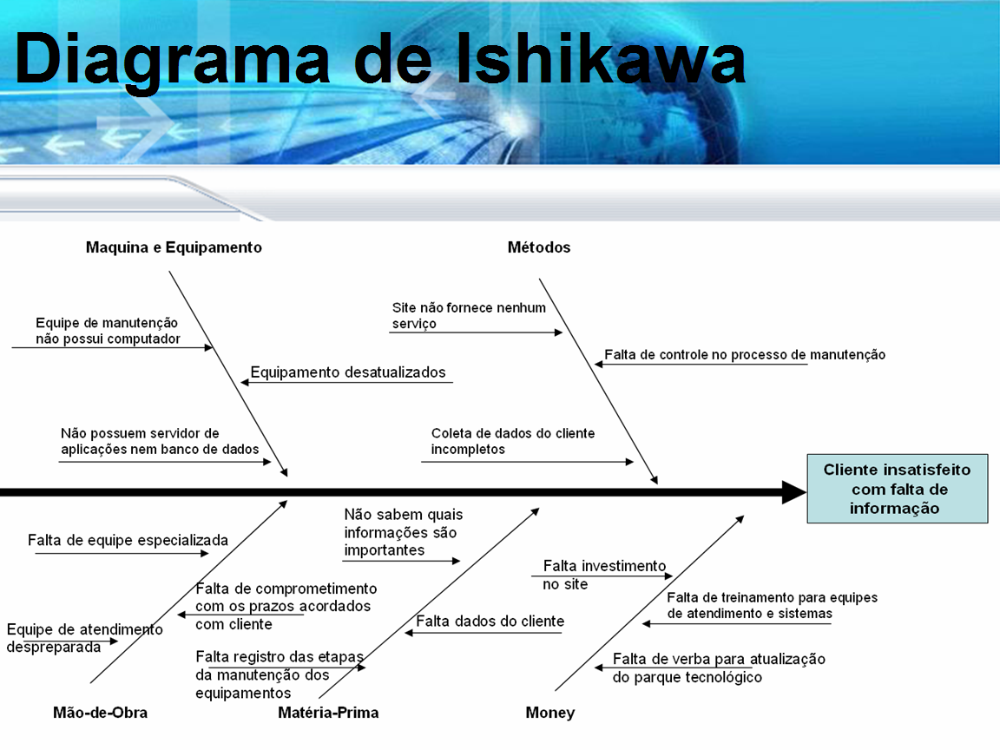 Diagrama de Ishikawa
Maquina e Equipamento
Métodos
Site não fornece nenhum
serviço
Equipe de manutenção
não possui computador
Falta de controle no processo de manutenção
Equipamento desatualizados
Não possuem servidor de
aplicações nem banco de dados
Coleta de dados do cliente
incompletos
Cliente insatisfeito
com falta de
informação
Não sabem quais
informações são
importantes
Falta de equipe especializada
Falta investimento
no site
Falta de comprometimento
com os prazos acordados
com cliente
Falta de treinamento para equipes
de atendimento e sistemas
Falta dados do cliente
Equipe de atendimento
despreparada
Falta registro das etapas
da manutenção dos
equipamentos
Falta de verba para atualização
do parque tecnológico
Mão-de-Obra
Matéria-Prima
Money